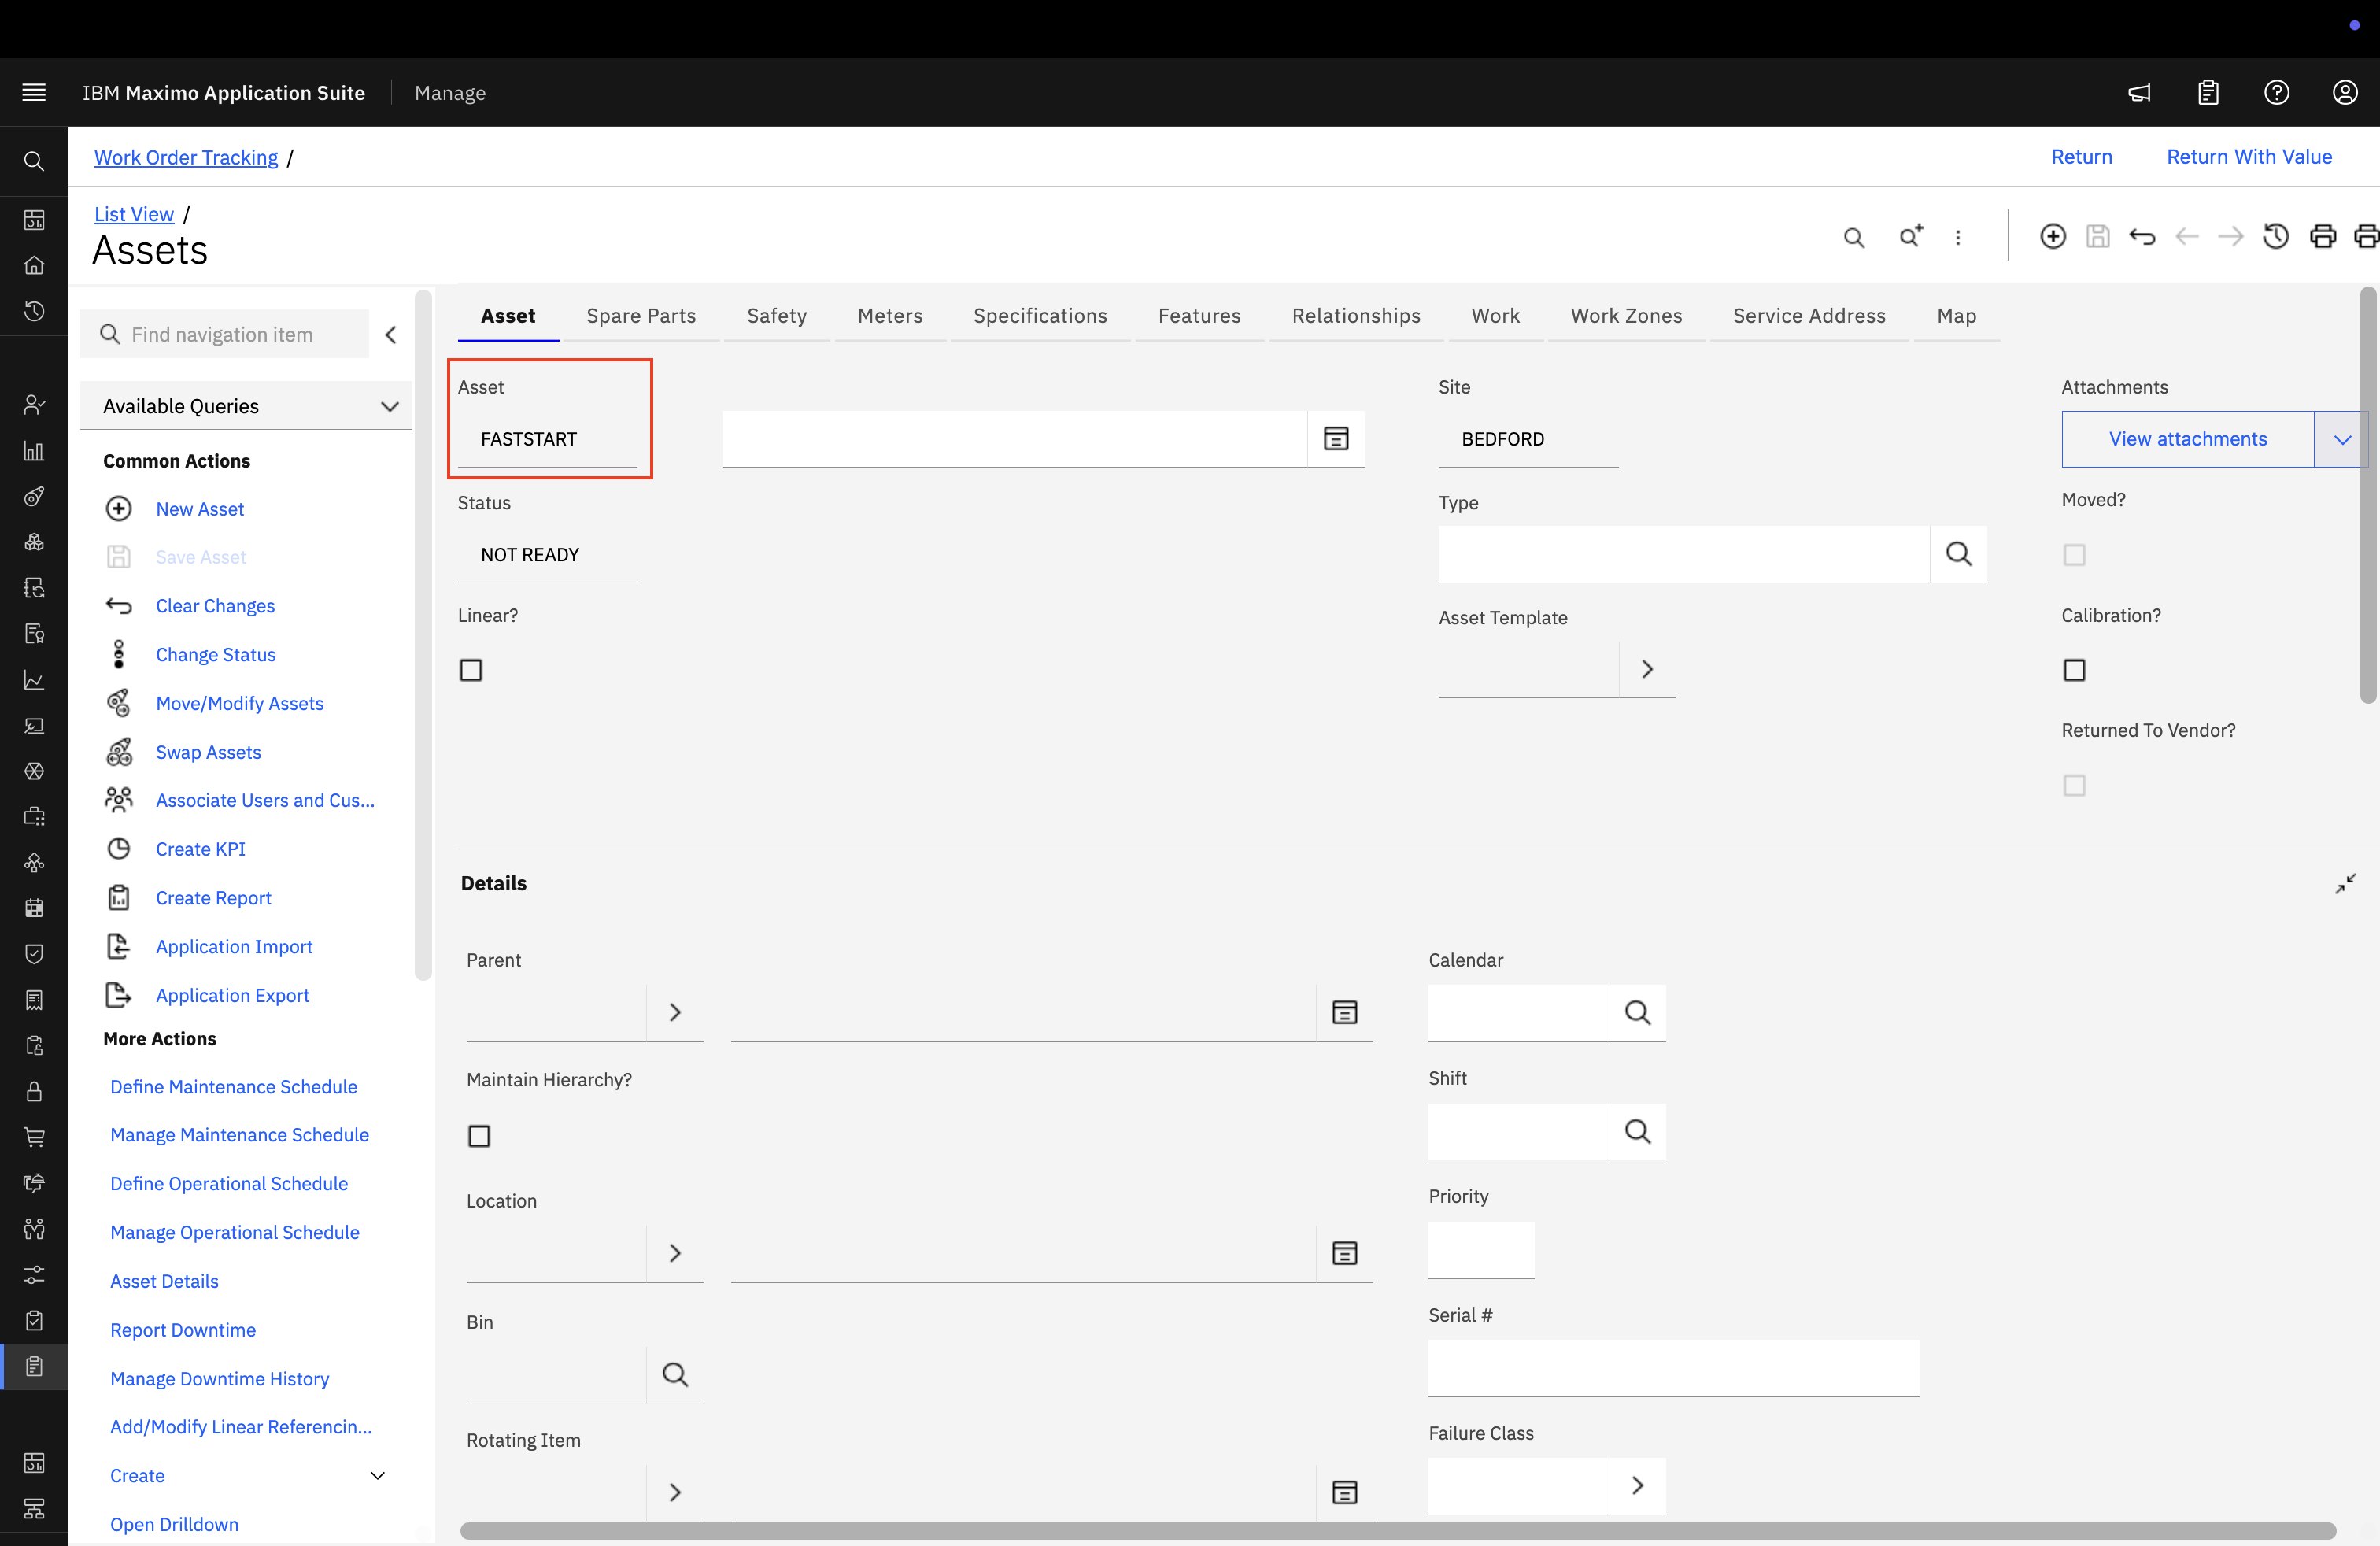 IBM Maximo Application Suite
Manage
Work Order Tracking /
Return
Return With Value
List View /
Assets
Find navigation item
Available Queries
Common Actions
New Asset
Save Asset
Clear Changes
Change Status
Move/Modify Assets
Swap Assets
Associate Users and Cus...
Create KPI
Create Report
Application Import
Application Export
More Actions
Define Maintenance Schedule
Manage Maintenance Schedule
Define Operational Schedule
Manage Operational Schedule
Asset Details
Report Downtime
Manage Downtime History
Add/Modify Linear Referencin...
Create
Open Drilldown
Asset
Spare Parts
Safety
Meters
Specifications
Features
Relationships
Work
Work Zones
Service Address
Map
Asset
FASTSTART
Status
NOT READY
Linear?
Site
BEDFORD
Type
Asset Template
Attachments
View attachments
Moved?
Calibration?
Returned To Vendor?
Details
Parent
Maintain Hierarchy?
Location
Bin
Rotating Item
Calendar
Shift
Priority
Serial #
Failure Class